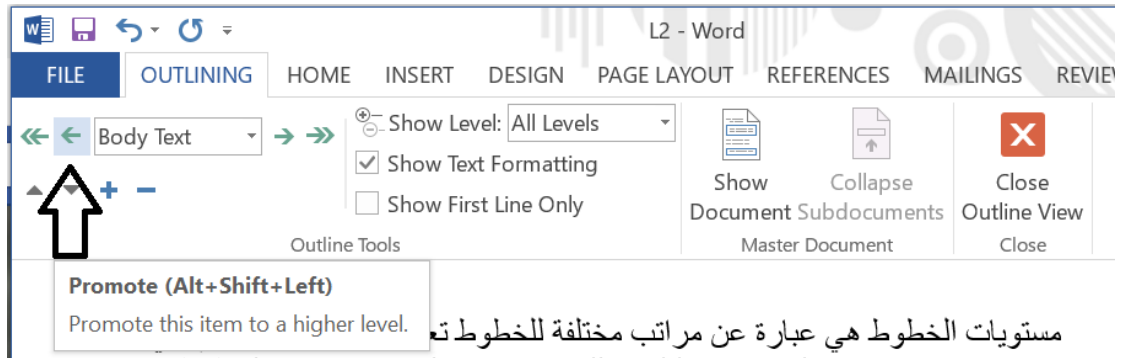 L2 - Word
FILE OUTLINING HOME INSERT DESIGN PAGE LAYOUT REFERENCES MAILINGS
Body Text Show Level: All Levels
Show Text Formatting
Show First Line Only
Show Document
Collapse Subdocuments
Close Outline View
Outline Tools Master Document Close
Promote (Alt+Shift+Left)
Promote this item to a higher level.
مستويات الخطوط هي عبارة عن مراتب مختلفة للخطوط